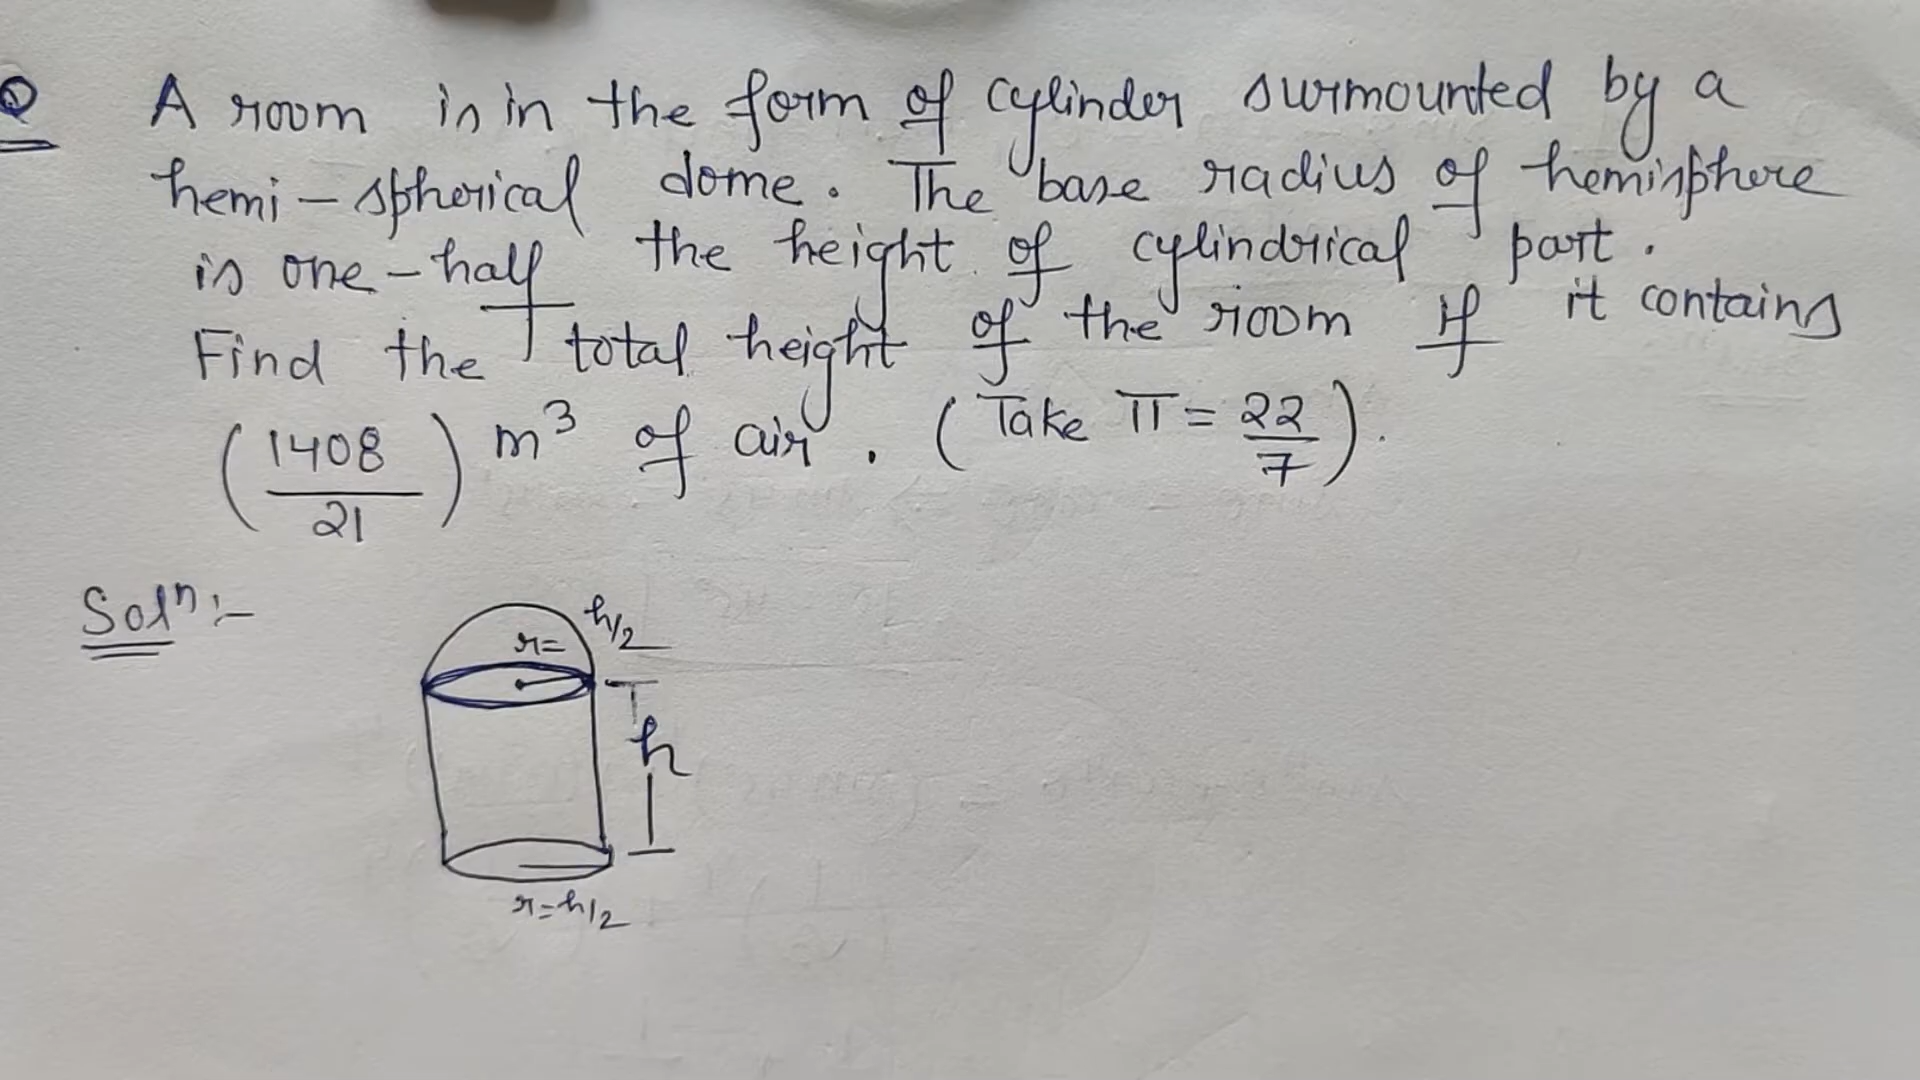 Q A room is in the form of cylinder surmounted by a
hemi-spherical dome. The base radius of hemisphere
is one-half the height of cylindrical part.
Find the total height of the room if it contains
(1408/21) m³ of air. (Take π = 22/7).
Solⁿ:-
r= h/2
h
r=h/2